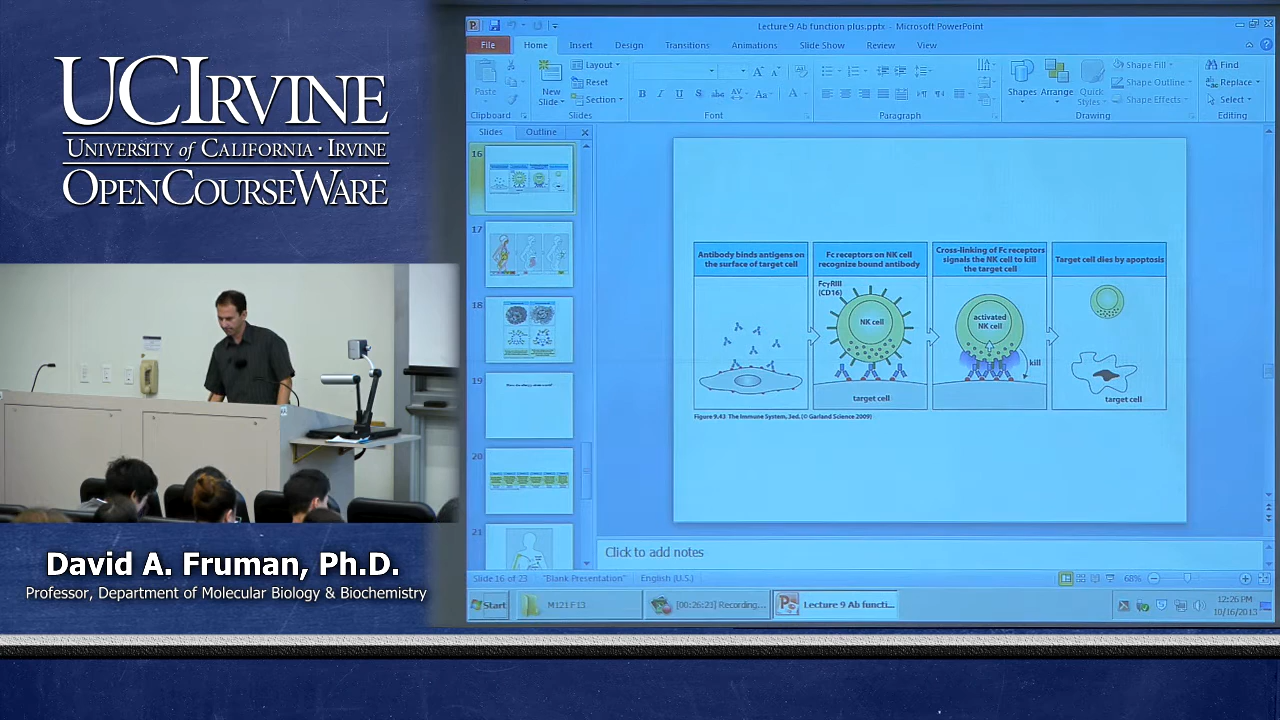 UCIRVINE
UNIVERSITY of CALIFORNIA · IRVINE
OPENCOURSEWARE
David A. Fruman, Ph.D.
Professor, Department of Molecular Biology & Biochemistry
Lecture 9 Ab function plus.pptx - Microsoft PowerPoint
File Home Insert Design Transitions Animations Slide Show Review View
Paste
New
Slide
Layout
Reset
Section
Shapes
Arrange
Quick
Styles
Shape Fill
Shape Outline
Shape Effects
Find
Replace
Select
Clipboard Slides Font Paragraph Drawing Editing
Slides Outline
16
17
18
19
20
21
Antibody binds antigens on
the surface of target cell
Fc receptors on NK cell
recognize bound antibody
FcγRIII
(CD16)
NK cell
target cell
Cross-linking of Fc receptors
signals the NK cell to kill
the target cell
activated
NK cell
kill
Target cell dies by apoptosis
target cell
Figure 9.43 The Immune System, 3ed. (© Garland Science 2009)
Click to add notes
Slide 16 of 23 "Blank Presentation" English (U.S.) 68%
Start M121F13 [00:26:21] Recording... Lecture 9 Ab functi...
12:26 PM
10/16/2013